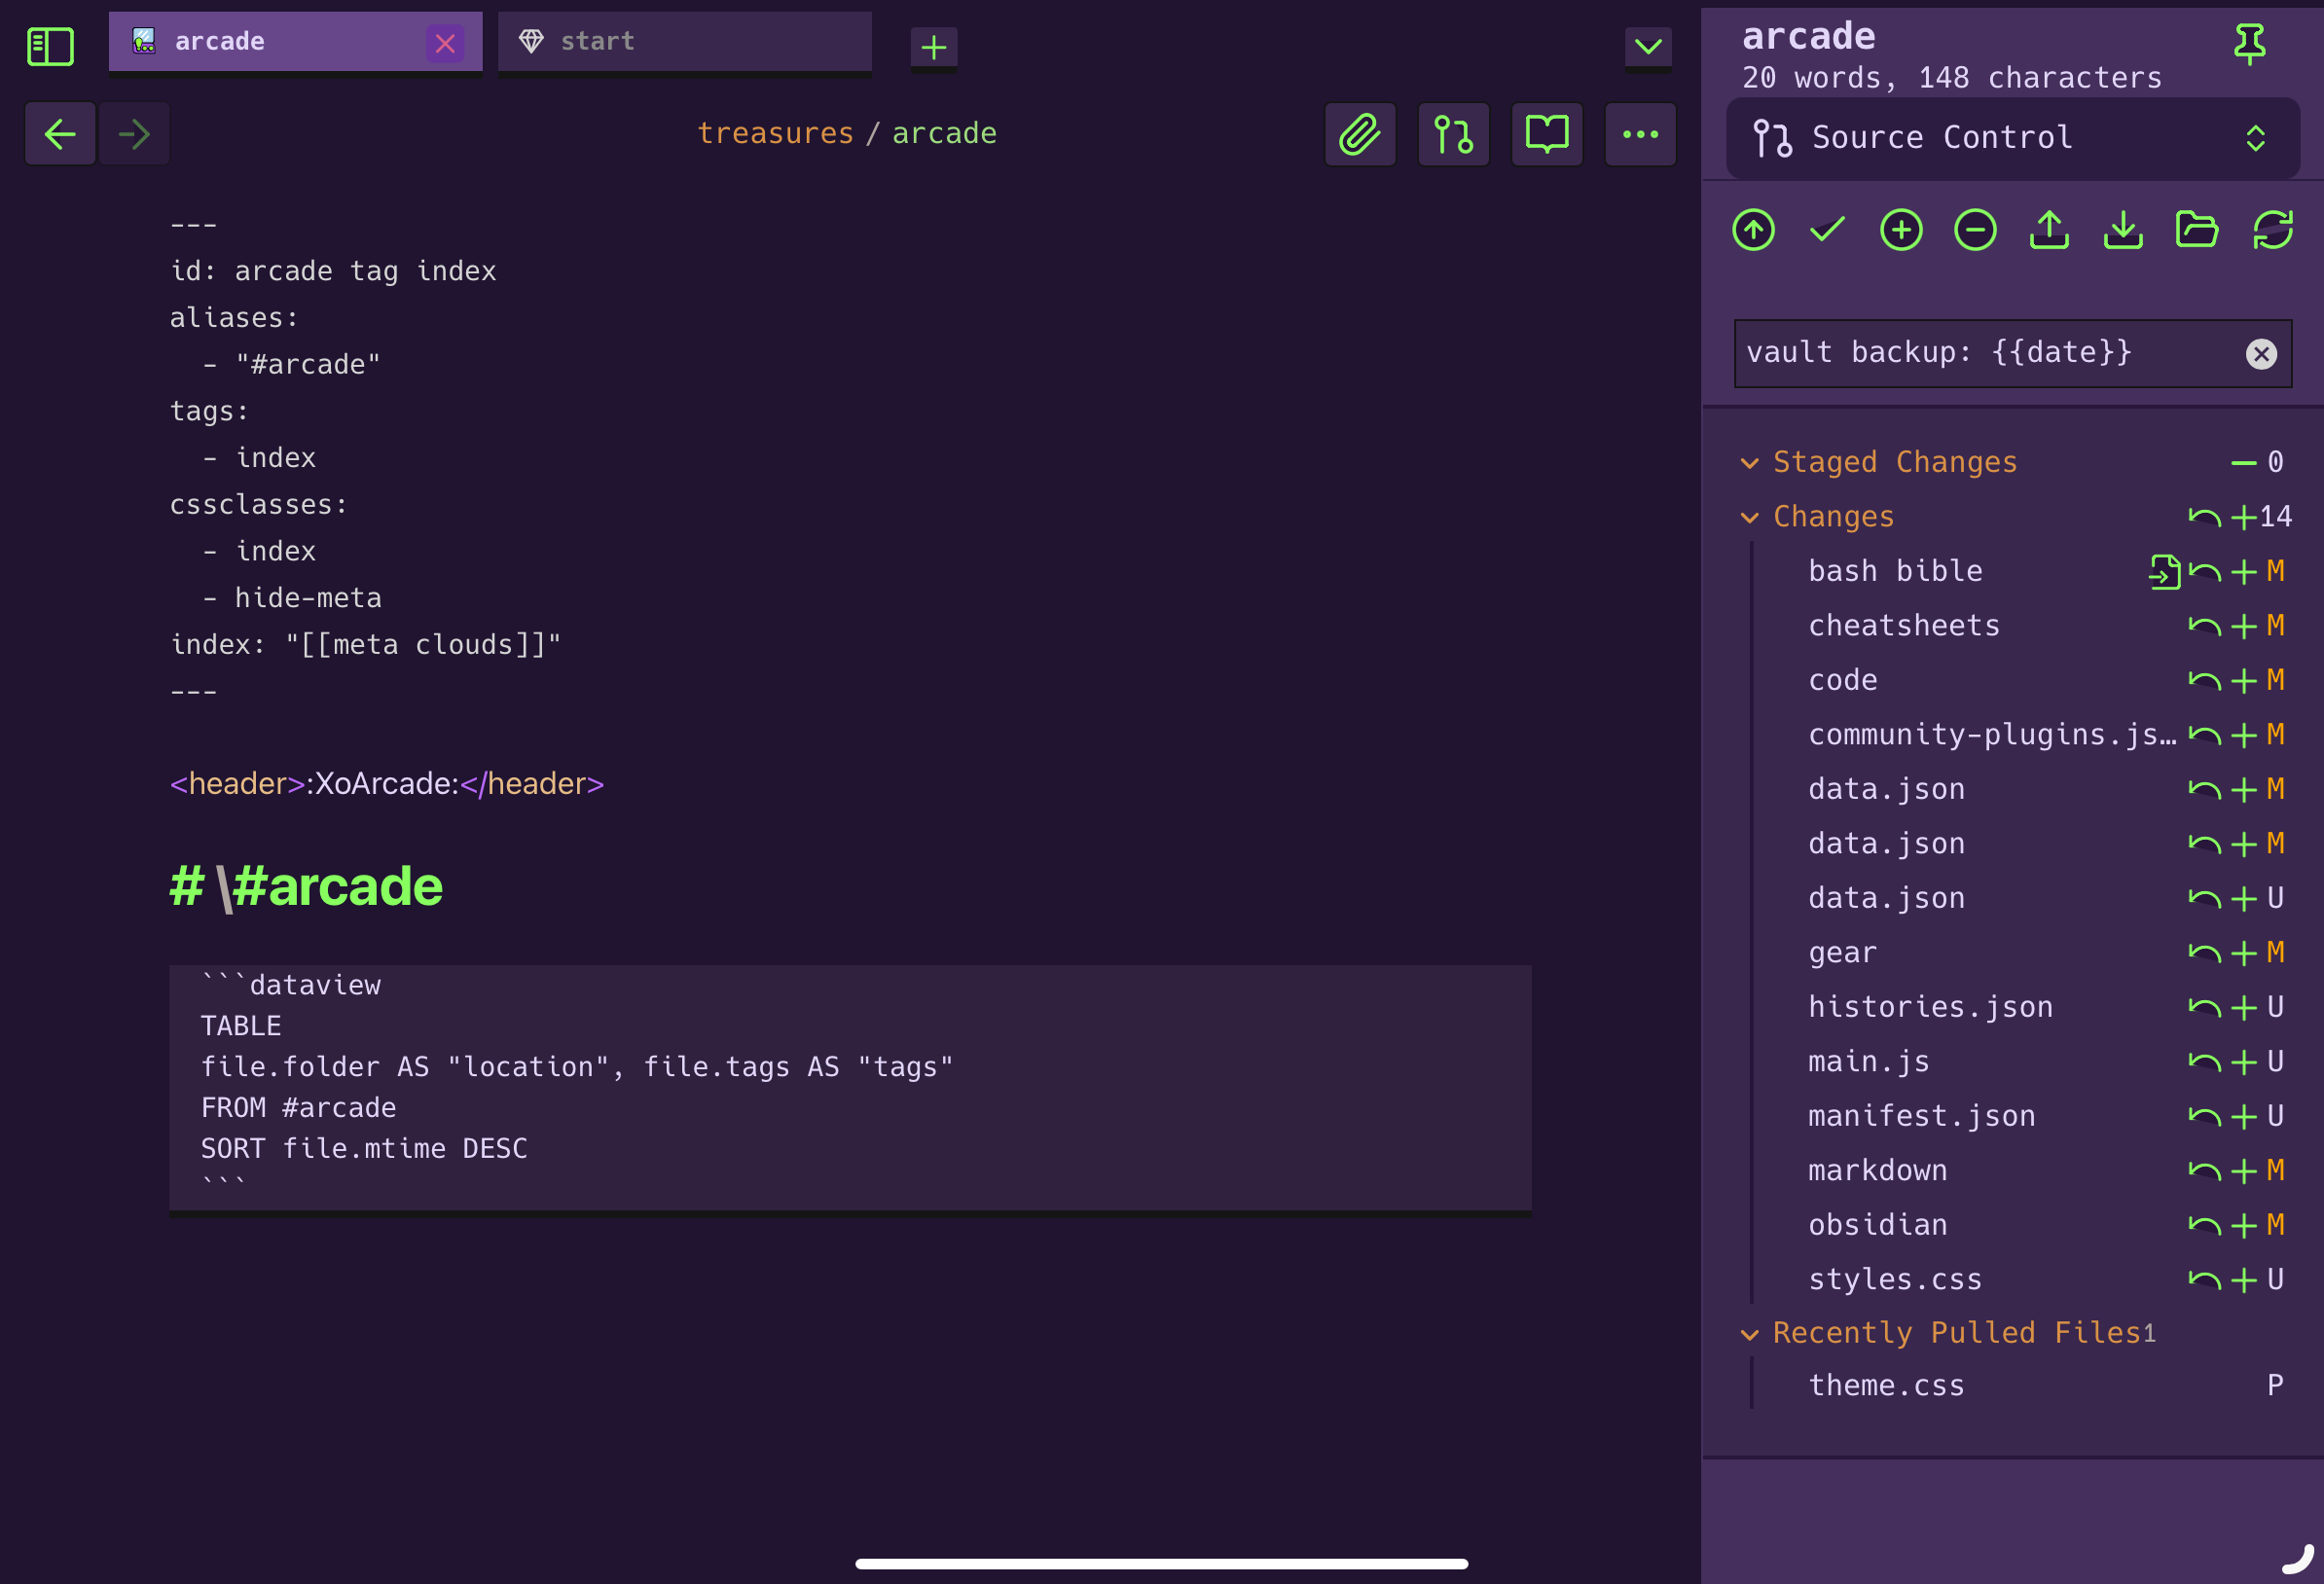 arcade
start
treasures / arcade
---
id: arcade tag index
aliases:
  - "#arcade"
tags:
  - index
cssclasses:
  - index
  - hide-meta
index: "[[meta clouds]]"
---
<header>:XoArcade:</header>
# \#arcade
```dataview
TABLE
file.folder AS "location", file.tags AS "tags"
FROM #arcade
SORT file.mtime DESC
```
arcade
20 words, 148 characters
Source Control
vault backup: {{date}}
Staged Changes 0
Changes 14
bash bible M
cheatsheets M
code M
community-plugins.js… M
data.json M
data.json M
data.json U
gear M
histories.json U
main.js U
manifest.json U
markdown M
obsidian M
styles.css U
Recently Pulled Files 1
theme.css P